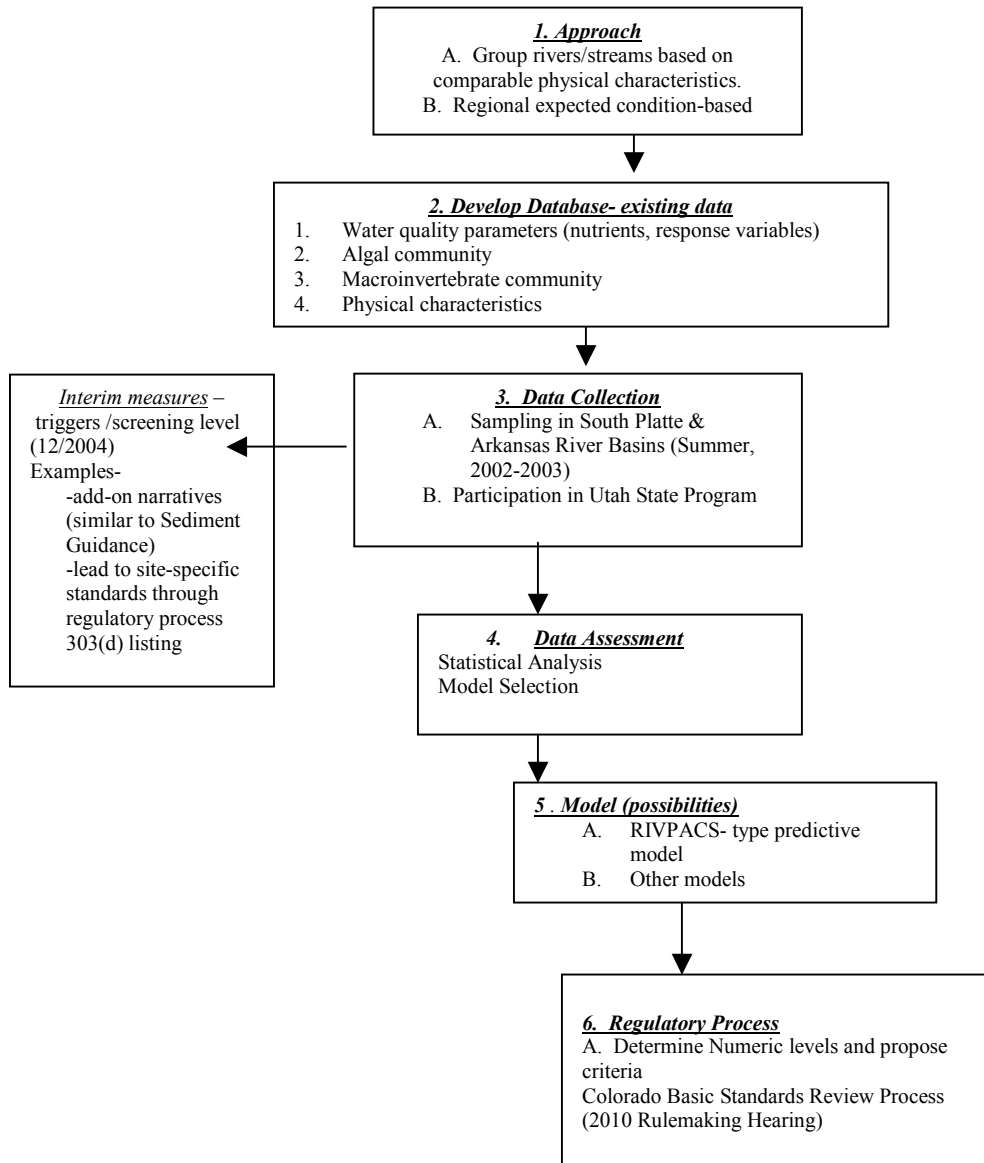 1. Approach
A. Group rivers/streams based on
comparable physical characteristics.
B. Regional expected condition-based
2. Develop Database- existing data
1. Water quality parameters (nutrients, response variables)
2. Algal community
3. Macroinvertebrate community
4. Physical characteristics
Interim measures –
triggers /screening level
(12/2004)
Examples-
-add-on narratives
(similar to Sediment
Guidance)
-lead to site-specific
standards through
regulatory process
303(d) listing
3. Data Collection
A. Sampling in South Platte &
Arkansas River Basins (Summer,
2002-2003)
B. Participation in Utah State Program
4. Data Assessment
Statistical Analysis
Model Selection
5 . Model (possibilities)
A. RIVPACS- type predictive
model
B. Other models
6. Regulatory Process
A. Determine Numeric levels and propose
criteria
Colorado Basic Standards Review Process
(2010 Rulemaking Hearing)